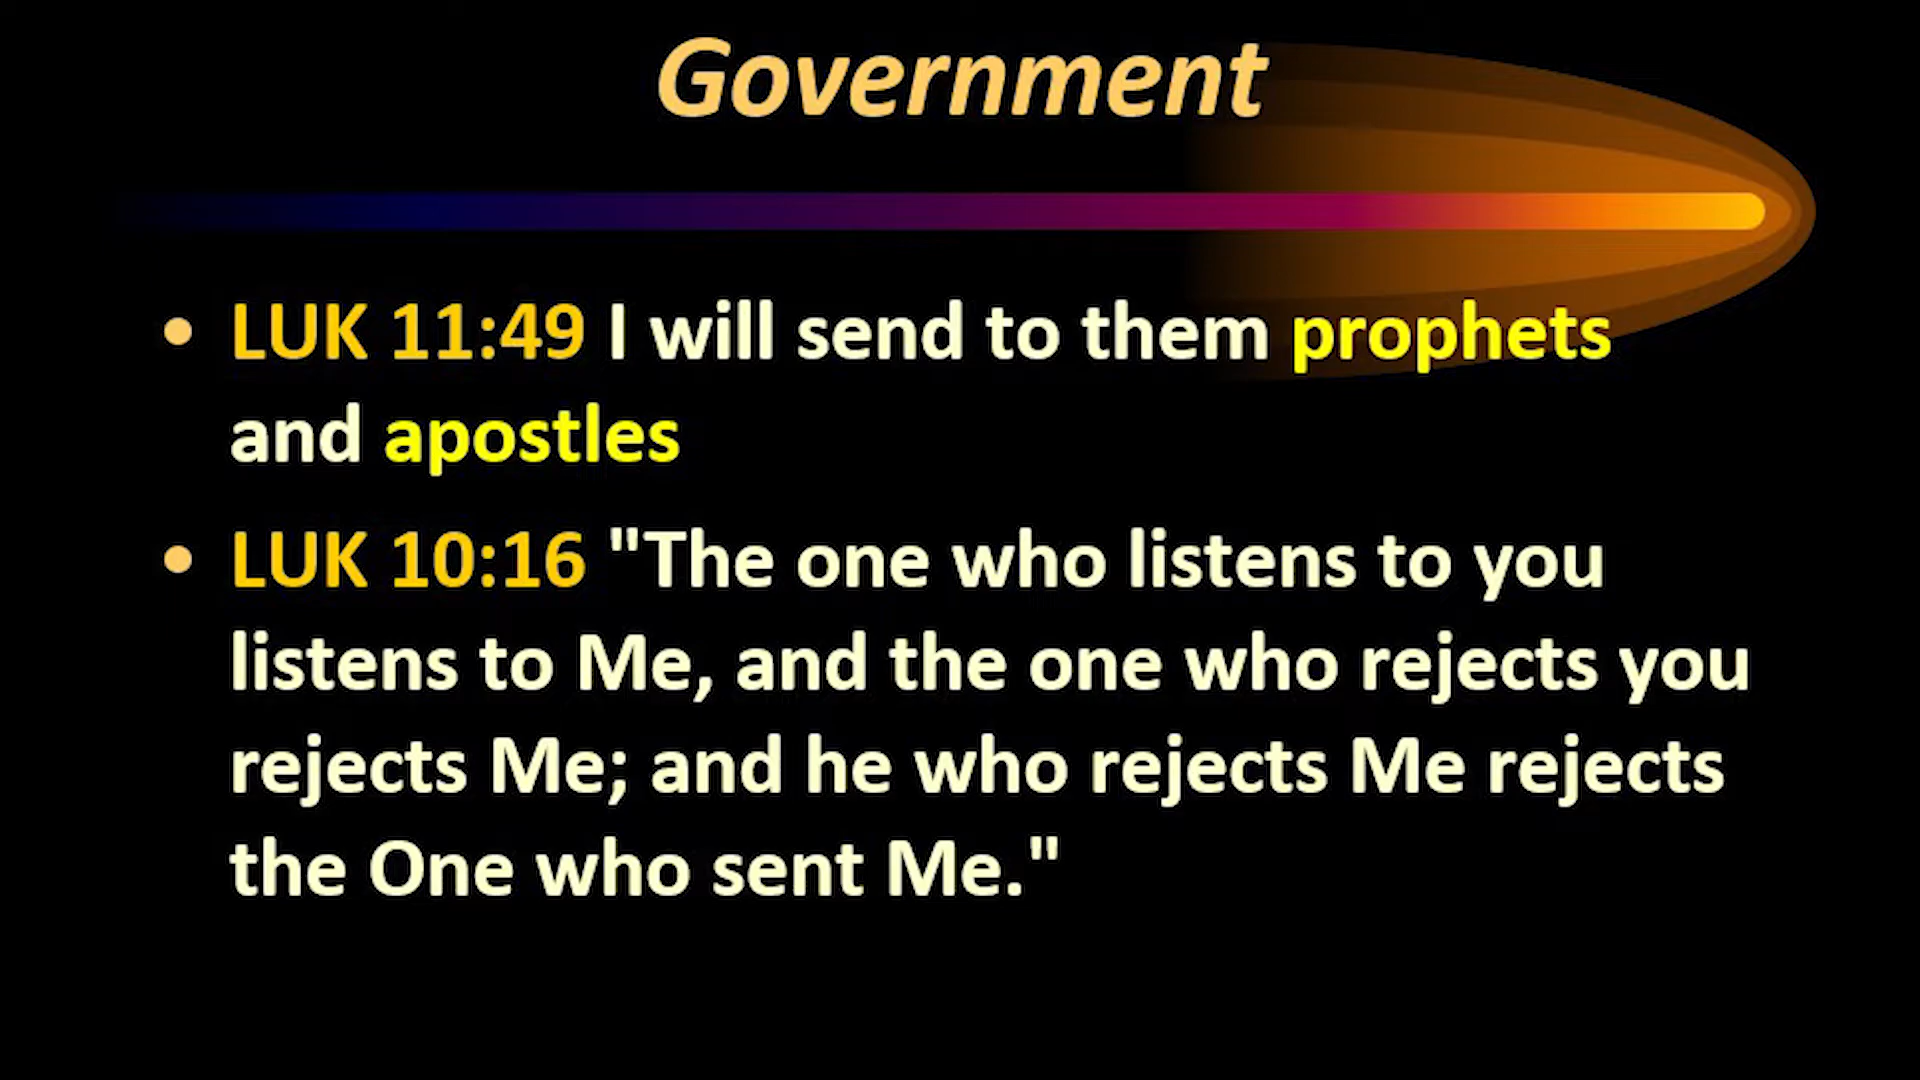 Government
• LUK 11:49 I will send to them prophets
and apostles
• LUK 10:16 "The one who listens to you
listens to Me, and the one who rejects you
rejects Me; and he who rejects Me rejects
the One who sent Me."